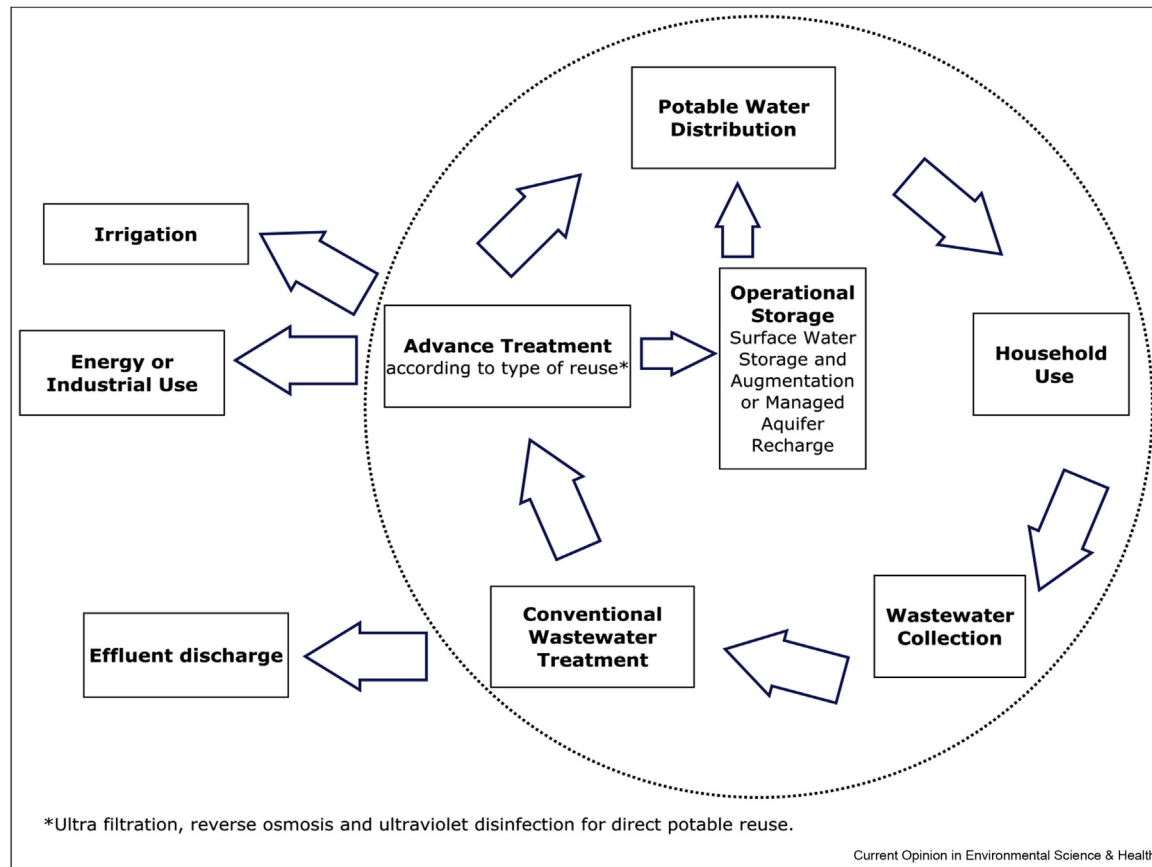 Potable Water
Distribution
Irrigation
Operational
Storage
Surface Water
Storage and
Augmentation
or Managed
Aquifer
Recharge
Advance Treatment
according to type of reuse*
Energy or
Industrial Use
Household
Use
Conventional
Wastewater
Treatment
Wastewater
Collection
Effluent discharge
*Ultra filtration, reverse osmosis and ultraviolet disinfection for direct potable reuse.
Current Opinion in Environmental Science & Health